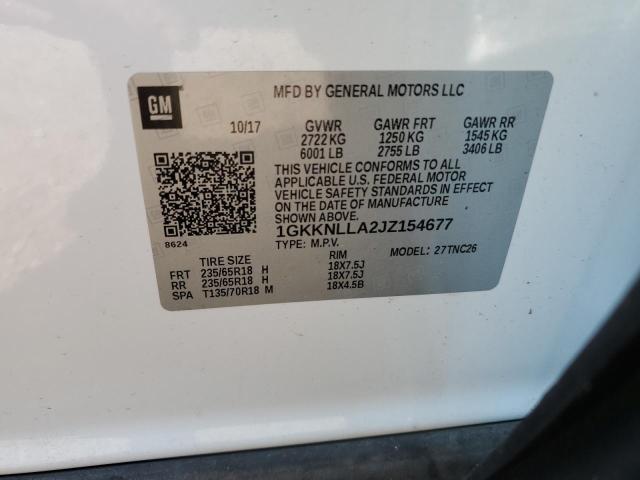 GM
MFD BY GENERAL MOTORS LLC
10/17 GVWR GAWR FRT GAWR RR
2722 KG 1250 KG 1545 KG
6001 LB 2755 LB 3406 LB
THIS VEHICLE CONFORMS TO ALL
APPLICABLE U.S. FEDERAL MOTOR
VEHICLE SAFETY STANDARDS IN EFFECT
ON THE DATE OF MANUFACTURE
SHOWN ABOVE.
1GKKNLLA2JZ154677
8624
TYPE: M.P.V. MODEL: 27TNC26
TIRE SIZE RIM
FRT 235/65R18 H 18X7.5J
RR 235/65R18 H 18X7.5J
SPA T135/70R18 M 18X4.5B